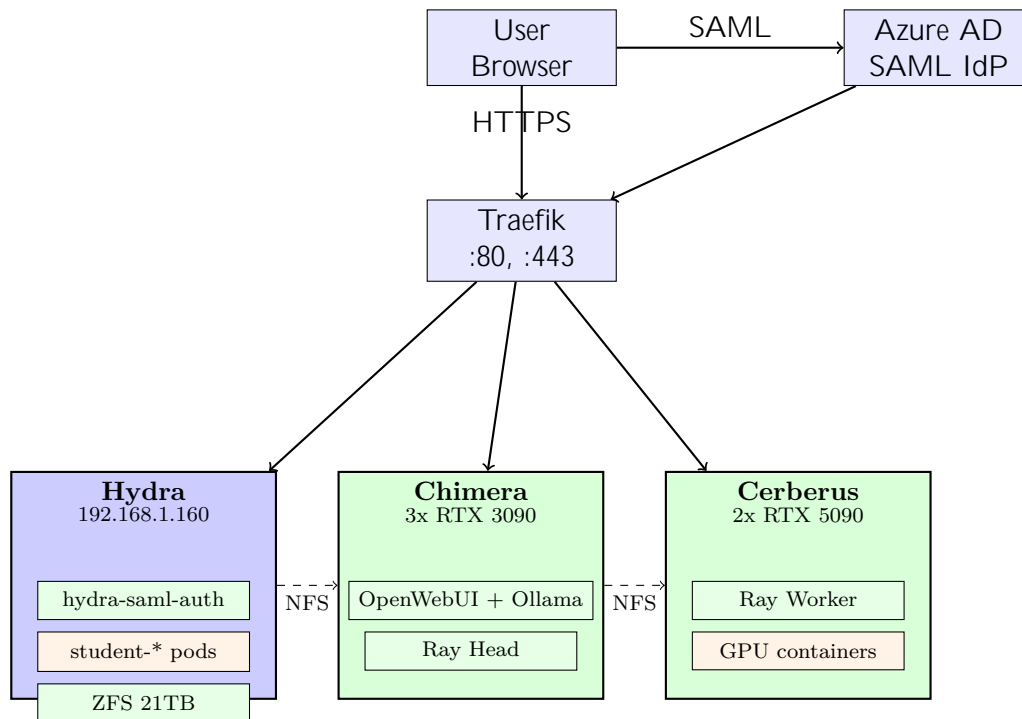 User
Browser
SAML
Azure AD
SAML IdP
HTTPS
Traefik
:80, :443
Hydra
192.168.1.160
hydra-saml-auth
student-* pods
ZFS 21TB
NFS
Chimera
3x RTX 3090
OpenWebUI + Ollama
Ray Head
NFS
Cerberus
2x RTX 5090
Ray Worker
GPU containers